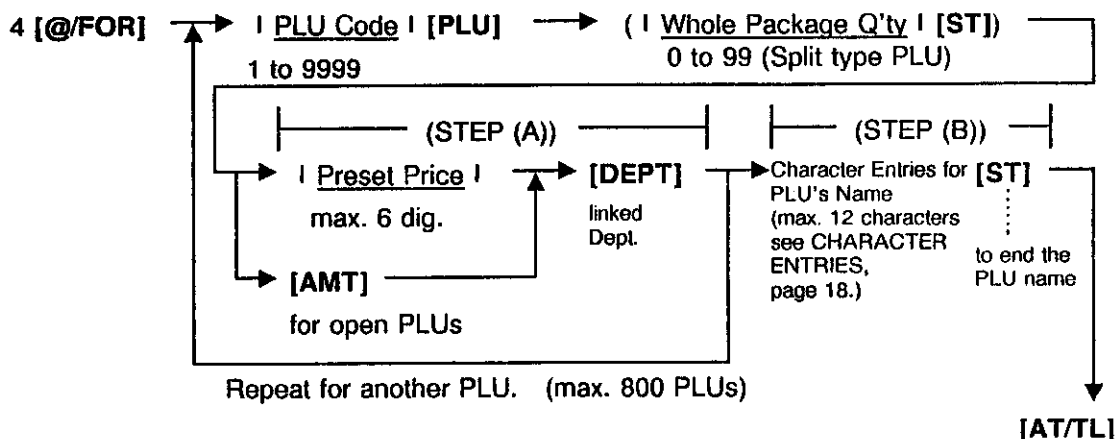 4 [@/FOR] I PLU Code I [PLU] ( I Whole Package Q'ty I [ST])
1 to 9999 0 to 99 (Split type PLU)
(STEP (A)) (STEP (B))
I Preset Price I [DEPT] Character Entries for [ST]
max. 6 dig. linked
Dept.
PLU's Name
(max. 12 characters
see CHARACTER
ENTRIES,
page 18.)
to end the
PLU name
[AMT]
for open PLUs
Repeat for another PLU. (max. 800 PLUs)
[AT/TL]